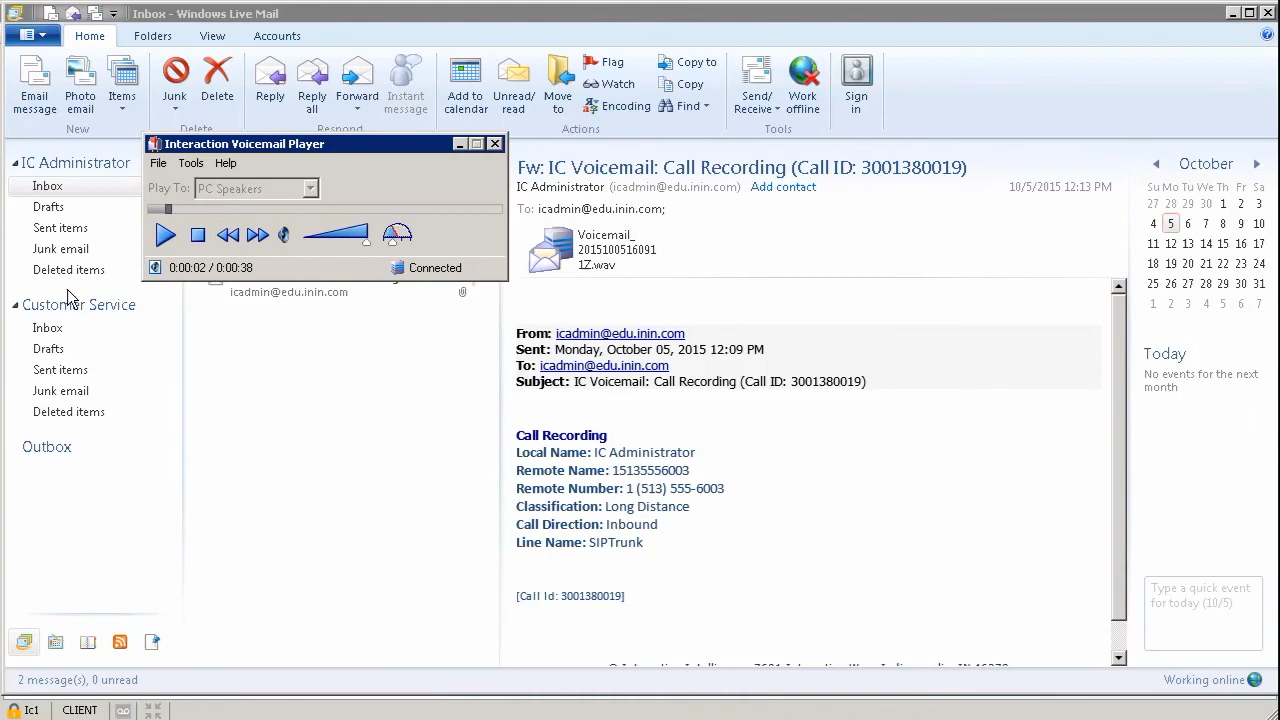 Inbox - Windows Live Mail
Home
Folders
View
Accounts
Email message
Photo email
Items
Junk
Delete
Reply
Reply all
Forward
Instant message
Add to calendar
Unread/ read
Move to
Flag
Watch
Encoding
Copy to
Copy
Find
Send/ Receive
Work offline
Sign in
New
Delete
Respond
Actions
Tools
IC Administrator
Inbox
Drafts
Sent items
Junk email
Deleted items
Customer Service
Inbox
Drafts
Sent items
Junk email
Deleted items
Outbox
Interaction Voicemail Player
File Tools Help
Play To: PC Speakers
0:00:02 / 0:00:38
Connected
icadmin@edu.inin.com
Fw: IC Voicemail: Call Recording (Call ID: 3001380019)
IC Administrator (icadmin@edu.inin.com) Add contact
10/5/2015 12:13 PM
To: icadmin@edu.inin.com;
Voicemail_
2015100516091
1Z.wav
From: icadmin@edu.inin.com
Sent: Monday, October 05, 2015 12:09 PM
To: icadmin@edu.inin.com
Subject: IC Voicemail: Call Recording (Call ID: 3001380019)
Call Recording
Local Name: IC Administrator
Remote Name: 15135556003
Remote Number: 1 (513) 555-6003
Classification: Long Distance
Call Direction: Inbound
Line Name: SIPTrunk
[Call Id: 3001380019]
October
Su Mo Tu We Th Fr Sa
27 28 29 30 1 2 3
4 5 6 7 8 9 10
11 12 13 14 15 16 17
18 19 20 21 22 23 24
25 26 27 28 29 30 31
1 2 3 4 5 6 7
Today
No events for the next
month
Type a quick event
for today (10/5)
2 message(s), 0 unread
Working online
Ic1
CLIENT